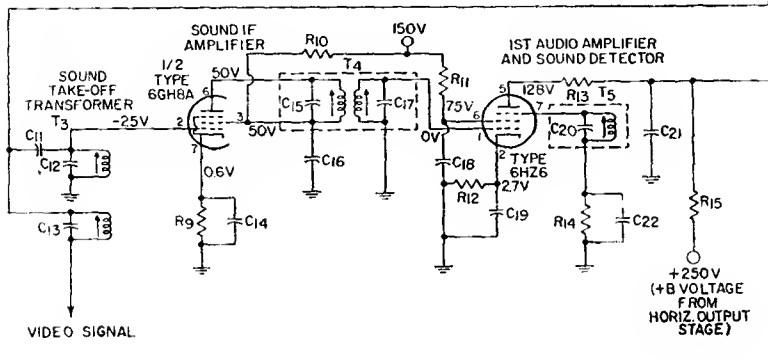 SOUND IF
AMPLIFIER
150V
1ST AUDIO AMPLIFIER
AND SOUND DETECTOR
SOUND
TAKE-OFF
TRANSFORMER
T3
1/2
TYPE
6GH8A
R10
T4
R11
50V
6
C15
C17
75V
5
128V
R13
T5
7
C11
-25V
2
3
50V
6
1
0V
C20
C21
C12
7
C16
C18
2
TYPE
6HZ6
0.6V
R12
2.7V
C13
R9
C14
C19
R14
C22
R15
+250V
(+B VOLTAGE
FROM
HORIZ. OUTPUT
STAGE)
VIDEO SIGNAL